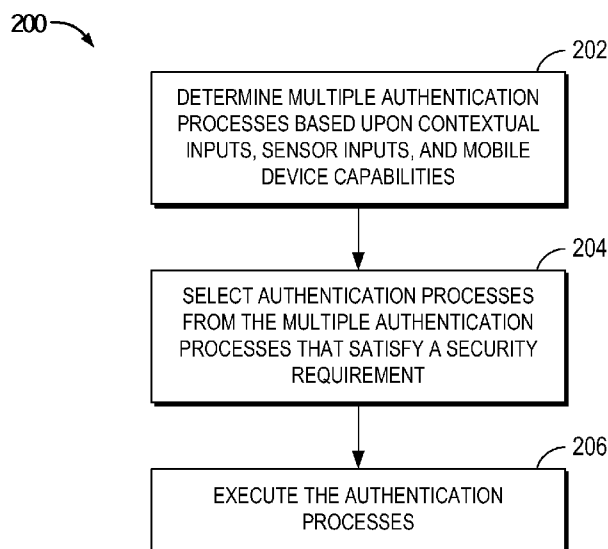 200
202
DETERMINE MULTIPLE AUTHENTICATION
PROCESSES BASED UPON CONTEXTUAL
INPUTS, SENSOR INPUTS, AND MOBILE
DEVICE CAPABILITIES
204
SELECT AUTHENTICATION PROCESSES
FROM THE MULTIPLE AUTHENTICATION
PROCESSES THAT SATISFY A SECURITY
REQUIREMENT
206
EXECUTE THE AUTHENTICATION
PROCESSES